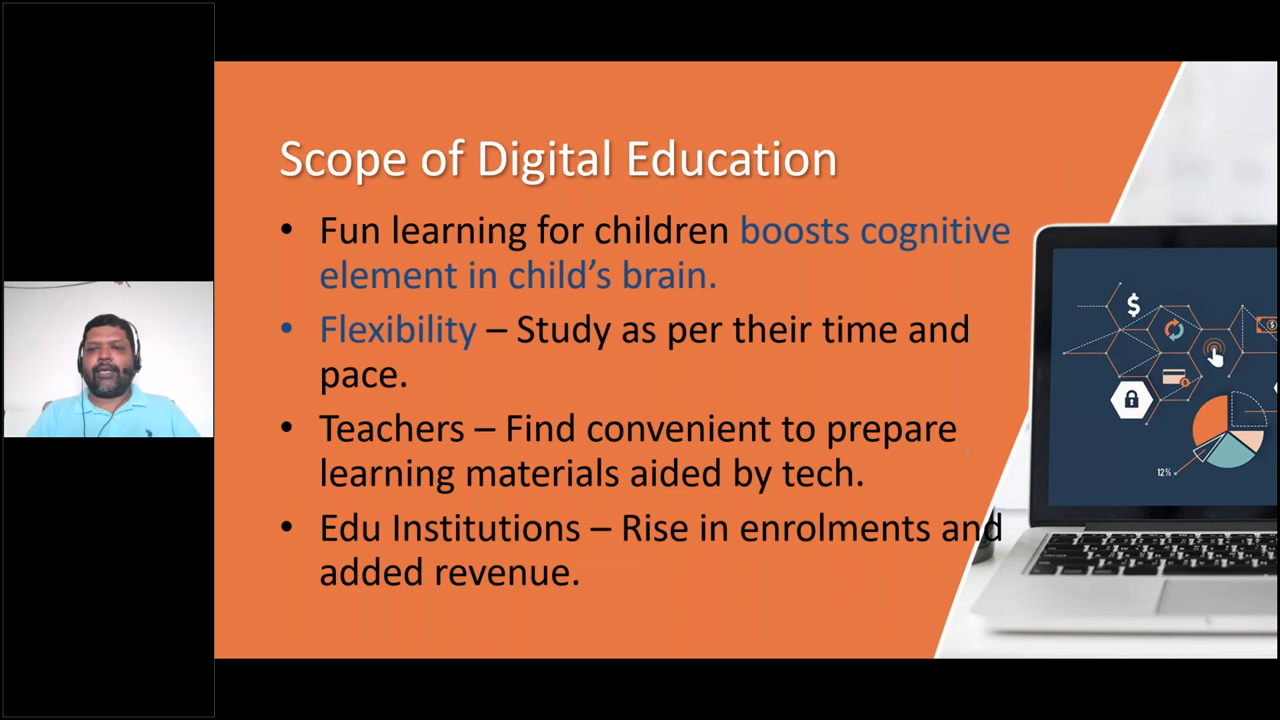 Scope of Digital Education
• Fun learning for children boosts cognitive
element in child’s brain.
• Flexibility – Study as per their time and
pace.
• Teachers – Find convenient to prepare
learning materials aided by tech.
• Edu Institutions – Rise in enrolments and
added revenue.
$
$
12%